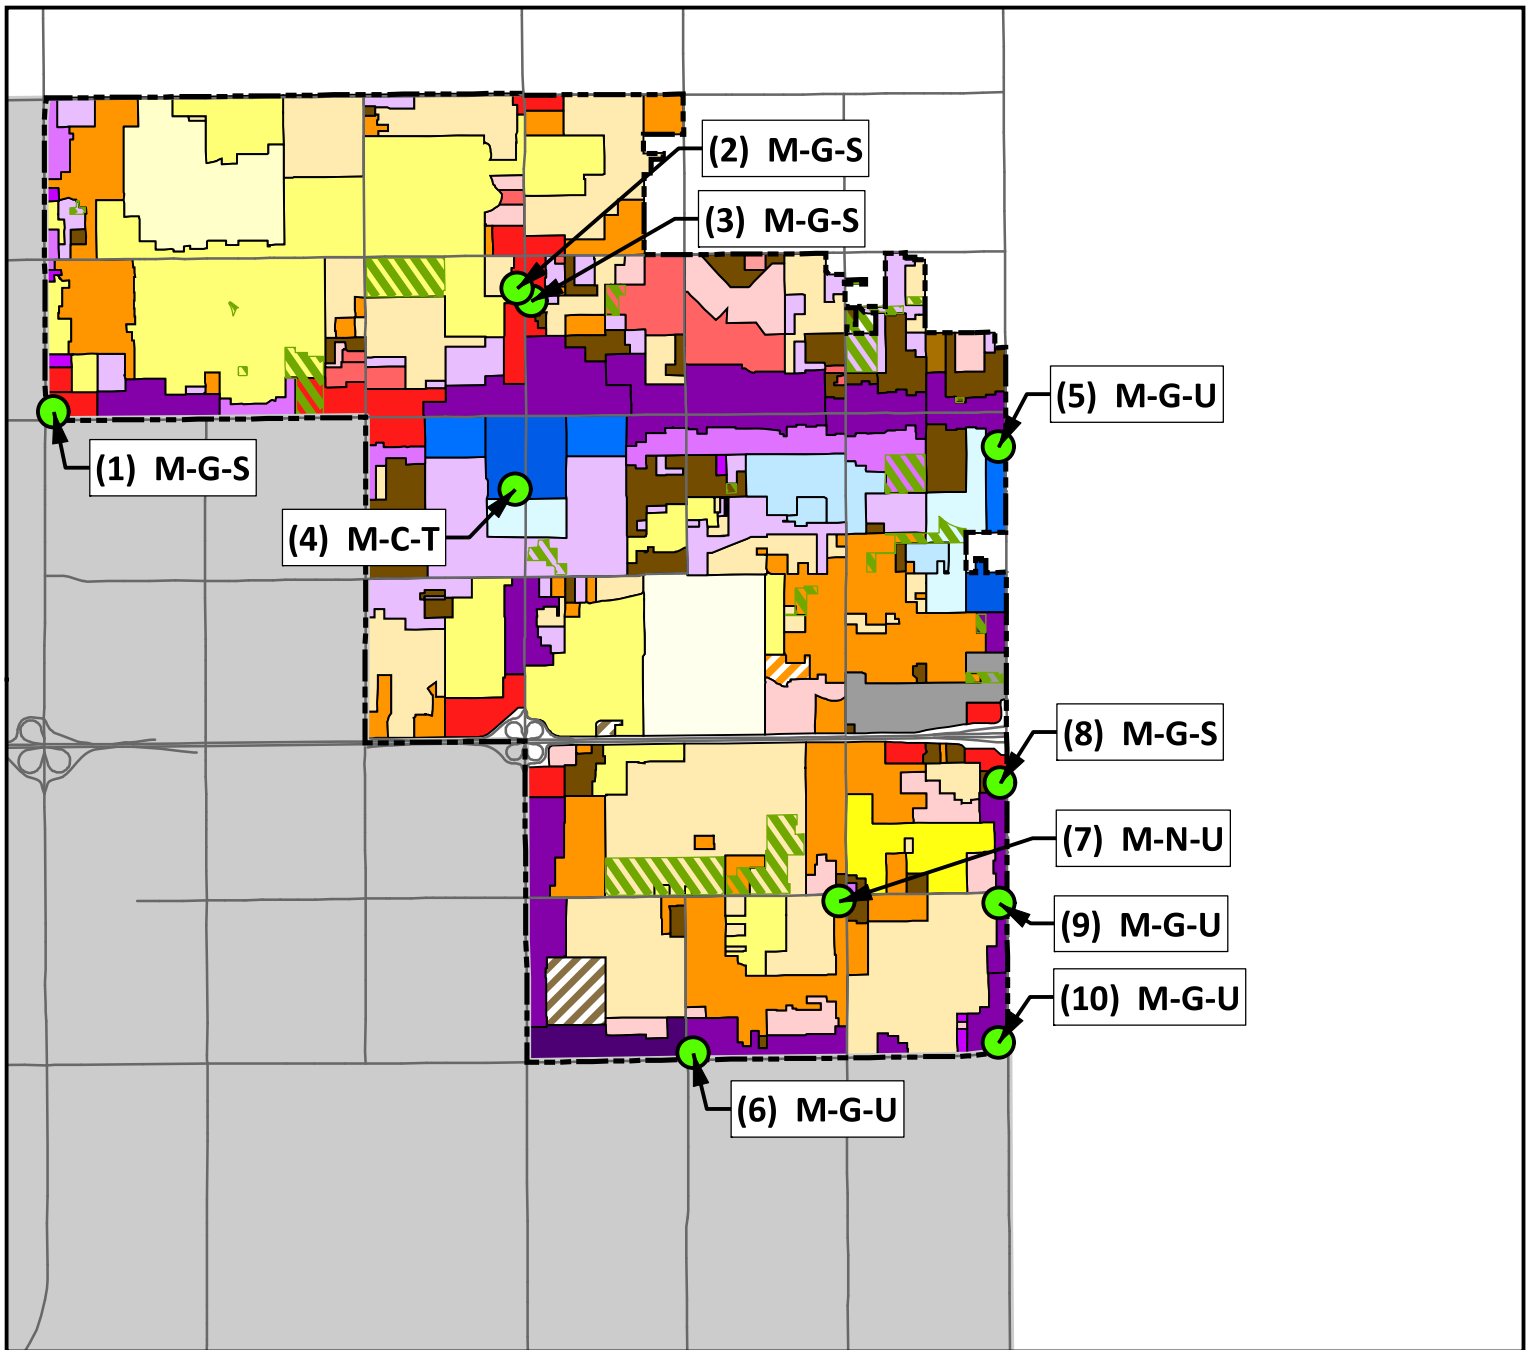 (2) M-G-S
(3) M-G-S
(5) M-G-U
(1) M-G-S
(4) M-C-T
(8) M-G-S
(7) M-N-U
(9) M-G-U
(10) M-G-U
(6) M-G-U